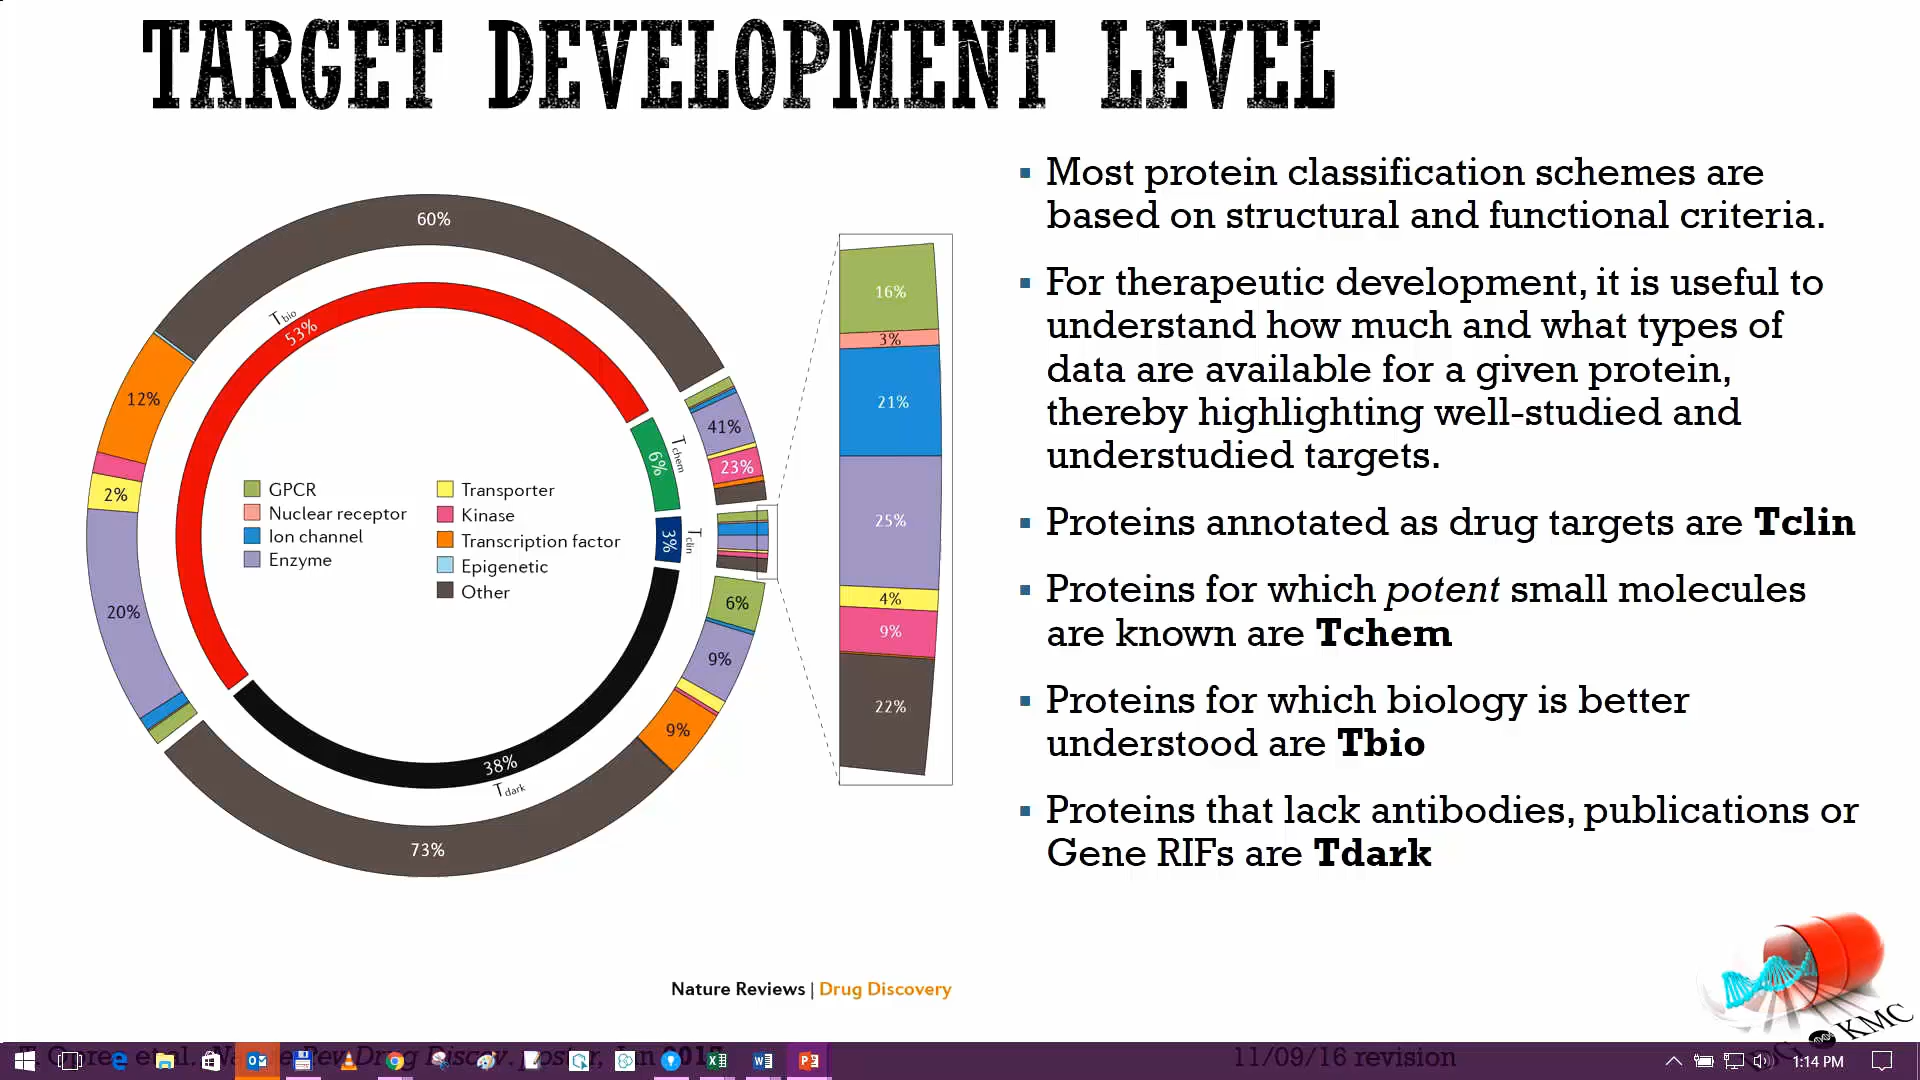 TARGET DEVELOPMENT LEVEL
60%
Tbio
53%
12%
2%
20%
41%
23%
Tchem
6%
Tclin
3%
6%
9%
9%
38%
Tdark
73%
GPCR
Nuclear receptor
Ion channel
Enzyme
Transporter
Kinase
Transcription factor
Epigenetic
Other
16%
3%
21%
25%
4%
9%
22%
Nature Reviews | Drug Discovery
▪ Most protein classification schemes are
based on structural and functional criteria.
▪ For therapeutic development, it is useful to
understand how much and what types of
data are available for a given protein,
thereby highlighting well-studied and
understudied targets.
▪ Proteins annotated as drug targets are Tclin
▪ Proteins for which potent small molecules
are known are Tchem
▪ Proteins for which biology is better
understood are Tbio
▪ Proteins that lack antibodies, publications or
Gene RIFs are Tdark
KMC
11/09/16 revision
1:14 PM